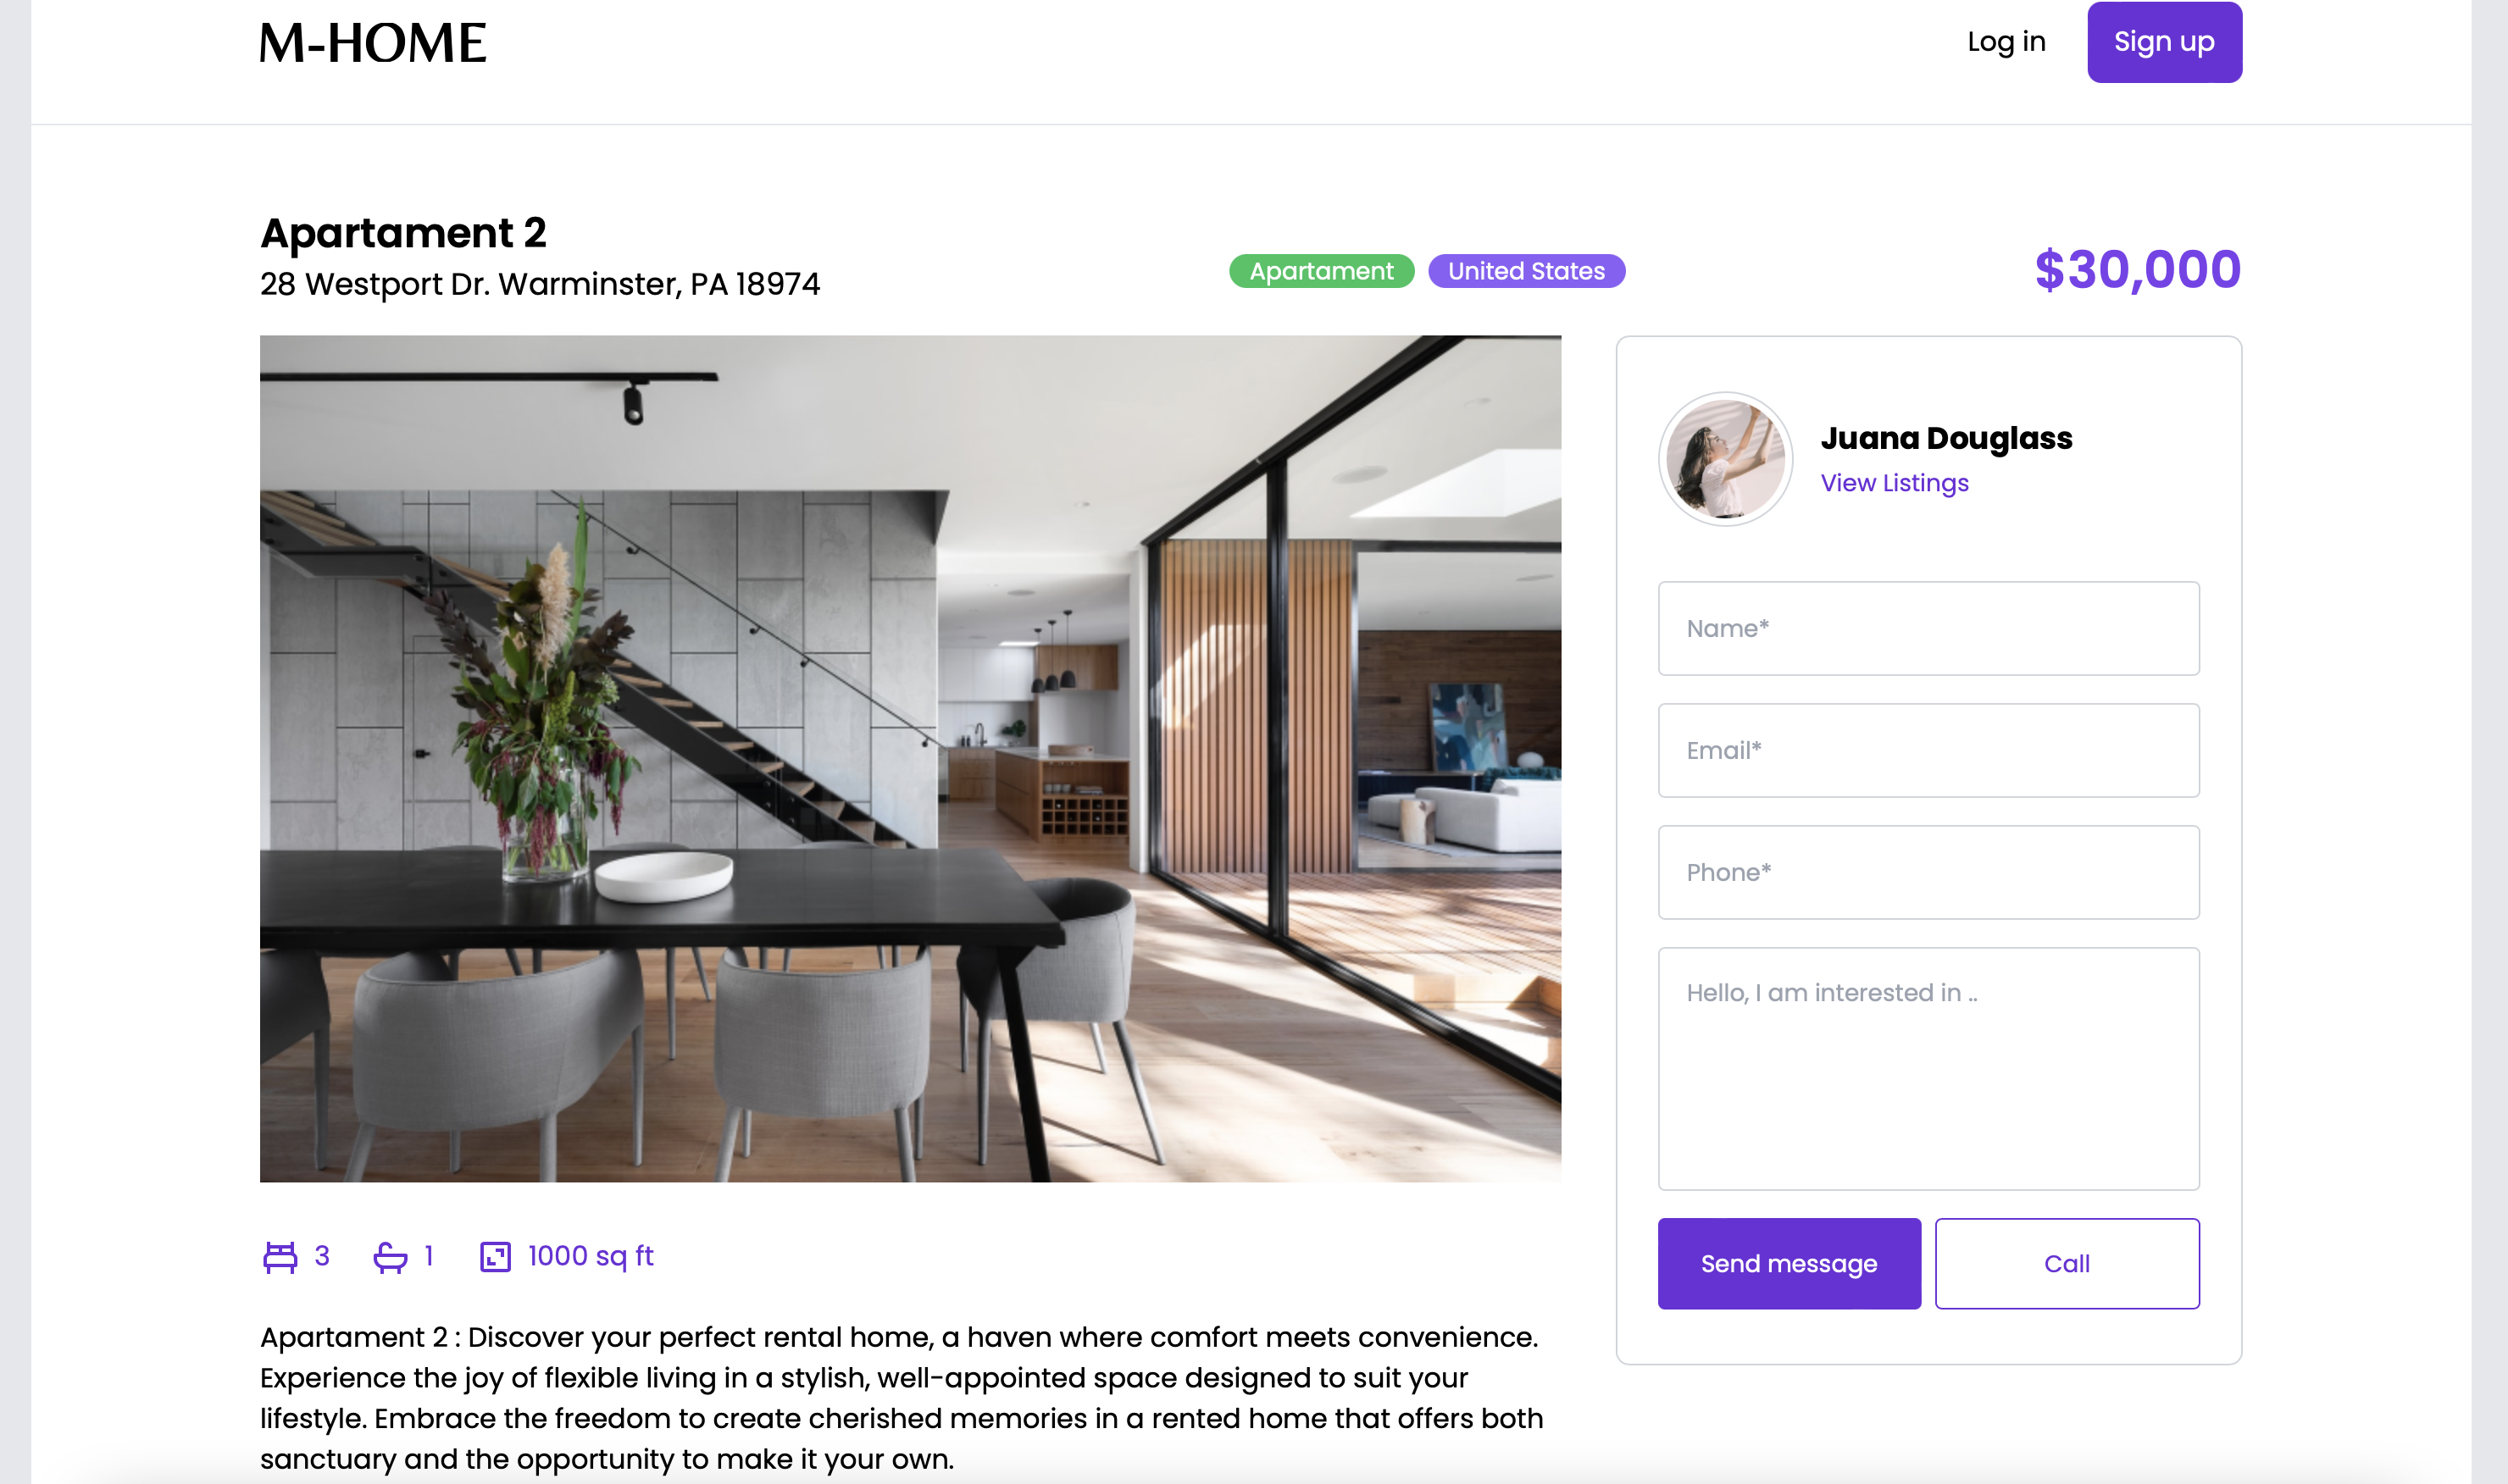 M-HOME
Log in
Sign up
Apartament 2
28 Westport Dr. Warminster, PA 18974
Apartament
United States
$30,000
Juana Douglass
View Listings
Name*
Email*
Phone*
Hello, I am interested in ..
Send message
Call
3
1
1000 sq ft
Apartament 2 : Discover your perfect rental home, a haven where comfort meets convenience.
Experience the joy of flexible living in a stylish, well-appointed space designed to suit your
lifestyle. Embrace the freedom to create cherished memories in a rented home that offers both
sanctuary and the opportunity to make it your own.